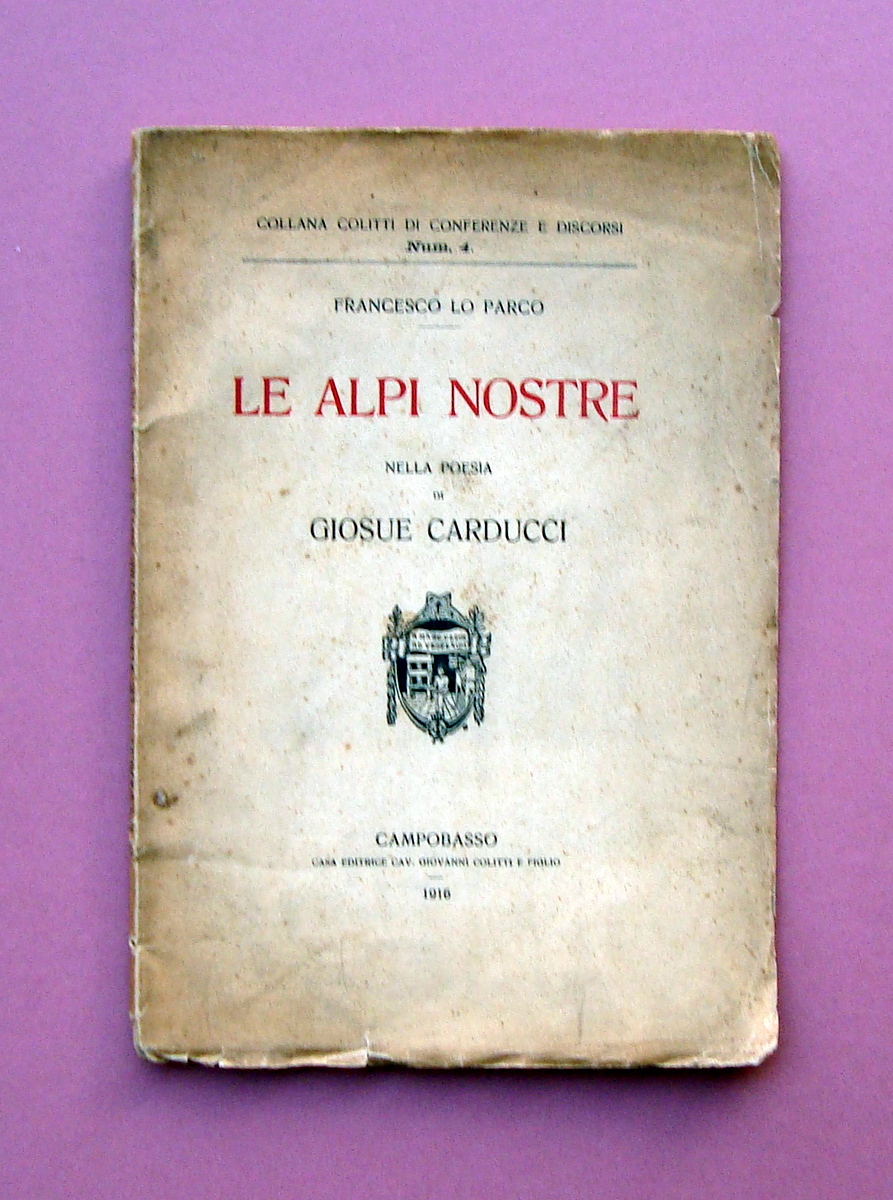 COLLANA COLITTI DI CONFERENZE E DISCORSI
Num. 4.
FRANCESCO LO PARCO
LE ALPI NOSTRE
NELLA POESIA
DI
GIOSUE CARDUCCI
CAMPOBASSO
CASA EDITRICE CAV. GIOVANNI COLITTI E FIGLIO
1916